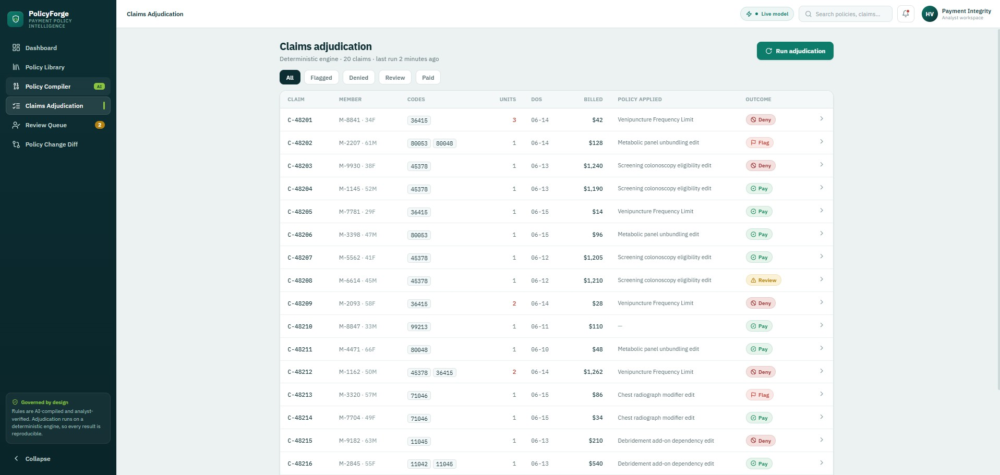 PolicyForge
PAYMENT POLICY
INTELLIGENCE
Dashboard
Policy Library
Policy Compiler AI
Claims Adjudication
Review Queue 2
Policy Change Diff
Governed by design
Rules are AI-compiled and analyst-
verified. Adjudication runs on a
deterministic engine, so every result is
reproducible.
Collapse
Claims Adjudication
Live model
Search policies, claims...
HV
Payment Integrity
Analyst workspace
Claims adjudication
Deterministic engine · 20 claims · last run 2 minutes ago
Run adjudication
All Flagged Denied Review Paid
CLAIM MEMBER CODES UNITS DOS BILLED POLICY APPLIED OUTCOME
C-48201 M-8841 · 34F 36415 3 06-14 $42 Venipuncture Frequency Limit Deny
C-48202 M-2207 · 61M 80053 80048 1 06-14 $128 Metabolic panel unbundling edit Flag
C-48203 M-9930 · 38F 45378 1 06-13 $1,240 Screening colonoscopy eligibility edit Deny
C-48204 M-1145 · 52M 45378 1 06-13 $1,190 Screening colonoscopy eligibility edit Pay
C-48205 M-7781 · 29F 36415 1 06-15 $14 Venipuncture Frequency Limit Pay
C-48206 M-3398 · 47M 80053 1 06-15 $96 Metabolic panel unbundling edit Pay
C-48207 M-5562 · 41F 45378 1 06-12 $1,205 Screening colonoscopy eligibility edit Pay
C-48208 M-6614 · 45M 45378 1 06-12 $1,210 Screening colonoscopy eligibility edit Review
C-48209 M-2093 · 58F 36415 2 06-14 $28 Venipuncture Frequency Limit Deny
C-48210 M-8847 · 33M 99213 1 06-11 $110 — Pay
C-48211 M-4471 · 66F 80048 1 06-10 $48 Metabolic panel unbundling edit Pay
C-48212 M-1162 · 50M 45378 36415 2 06-14 $1,262 Venipuncture Frequency Limit Deny
C-48213 M-3320 · 57M 71046 1 06-15 $86 Chest radiograph modifier edit Flag
C-48214 M-7704 · 49F 71046 1 06-15 $34 Chest radiograph modifier edit Pay
C-48215 M-9182 · 63M 11045 1 06-13 $210 Debridement add-on dependency edit Deny
C-48216 M-2845 · 55F 11042 11045 1 06-13 $540 Debridement add-on dependency edit Pay